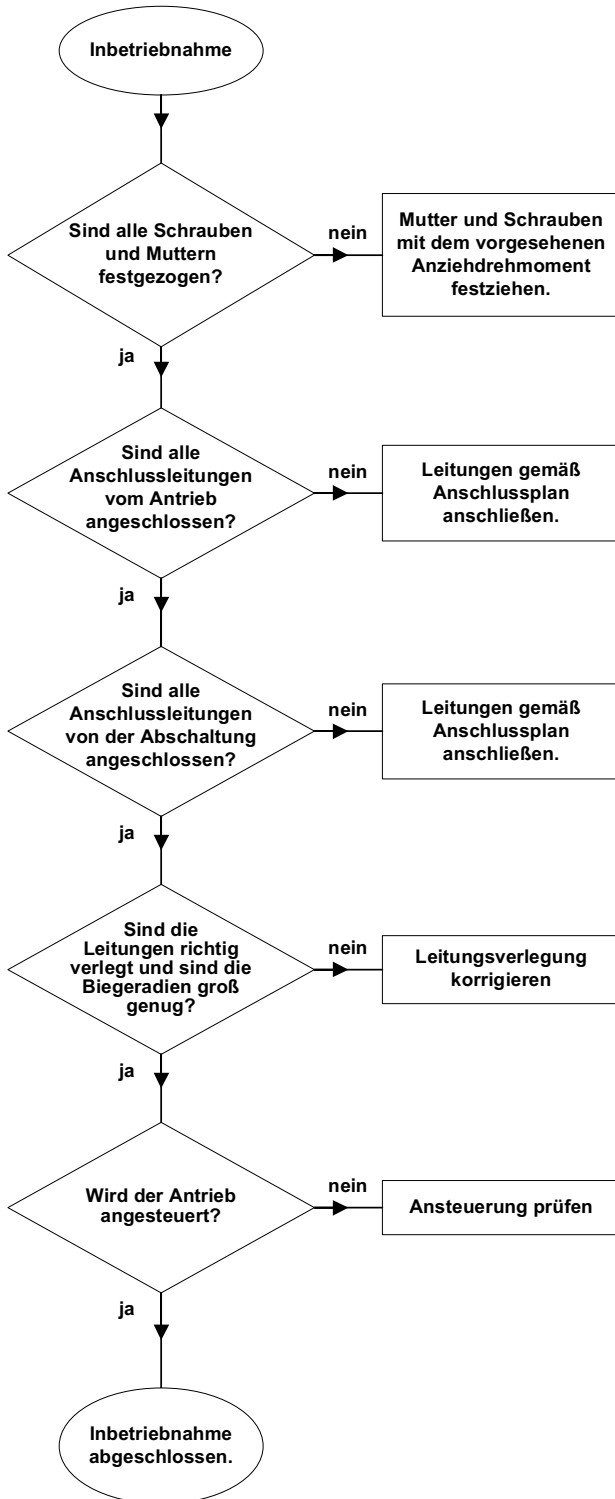 Inbetriebnahme
Sind alle Schrauben
und Muttern
festgezogen?
nein
Mutter und Schrauben
mit dem vorgesehenen
Anziehdrehmoment
festziehen.
ja
Sind alle
Anschlussleitungen
vom Antrieb
angeschlossen?
nein
Leitungen gemäß
Anschlussplan
anschließen.
ja
Sind alle
Anschlussleitungen
von der Abschaltung
angeschlossen?
nein
Leitungen gemäß
Anschlussplan
anschließen.
ja
Sind die
Leitungen richtig
verlegt und sind die
Biegeradien groß
genug?
nein
Leitungsverlegung
korrigieren
ja
Wird der Antrieb
angesteuert?
nein
Ansteuerung prüfen
ja
Inbetriebnahme
abgeschlossen.